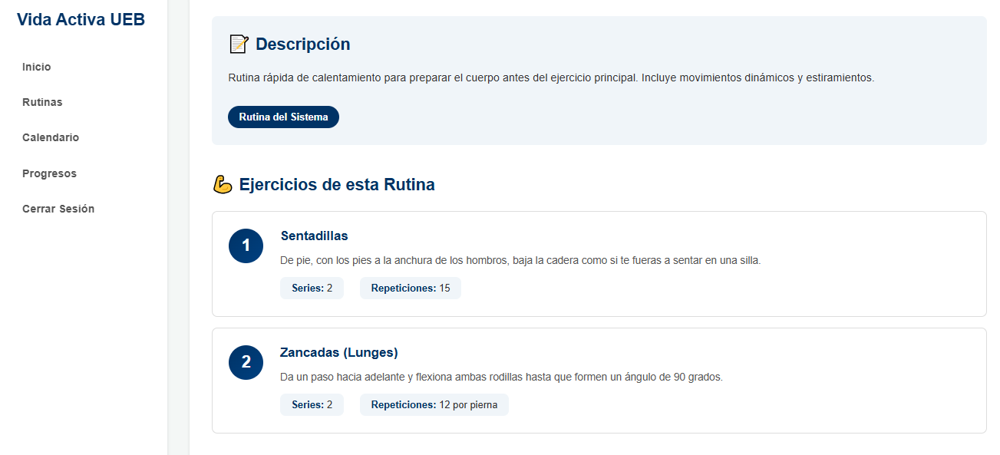 Vida Activa UEB
Inicio
Rutinas
Calendario
Progresos
Cerrar Sesión
Descripción
Rutina rápida de calentamiento para preparar el cuerpo antes del ejercicio principal. Incluye movimientos dinámicos y estiramientos.
Rutina del Sistema
Ejercicios de esta Rutina
1
Sentadillas
De pie, con los pies a la anchura de los hombros, baja la cadera como si te fueras a sentar en una silla.
Series: 2 Repeticiones: 15
2
Zancadas (Lunges)
Da un paso hacia adelante y flexiona ambas rodillas hasta que formen un ángulo de 90 grados.
Series: 2 Repeticiones: 12 por pierna